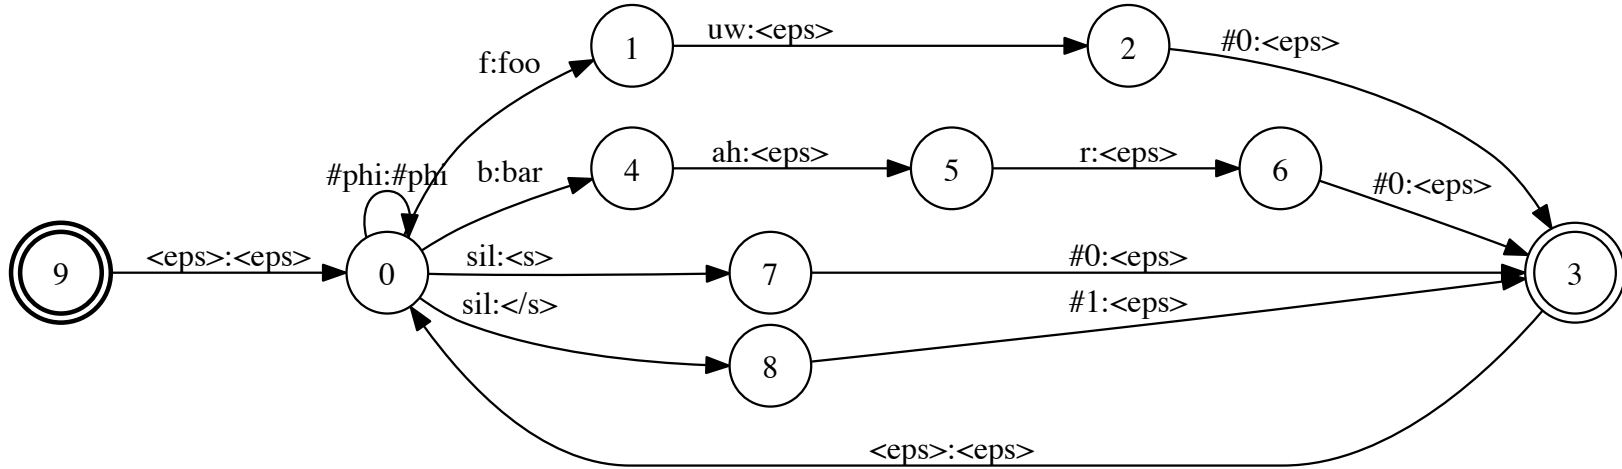 1
uw:<eps>
2
#0:<eps>
f:foo
#phi:#phi
b:bar
4
ah:<eps>
5
r:<eps>
6
#0:<eps>
9
<eps>:<eps>
0
sil:<s>
7
#0:<eps>
3
sil:</s>
8
#1:<eps>
<eps>:<eps>